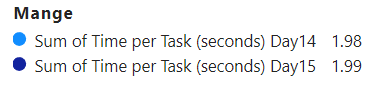 Mange
Sum of Time per Task (seconds) Day14 1.98
Sum of Time per Task (seconds) Day15 1.99